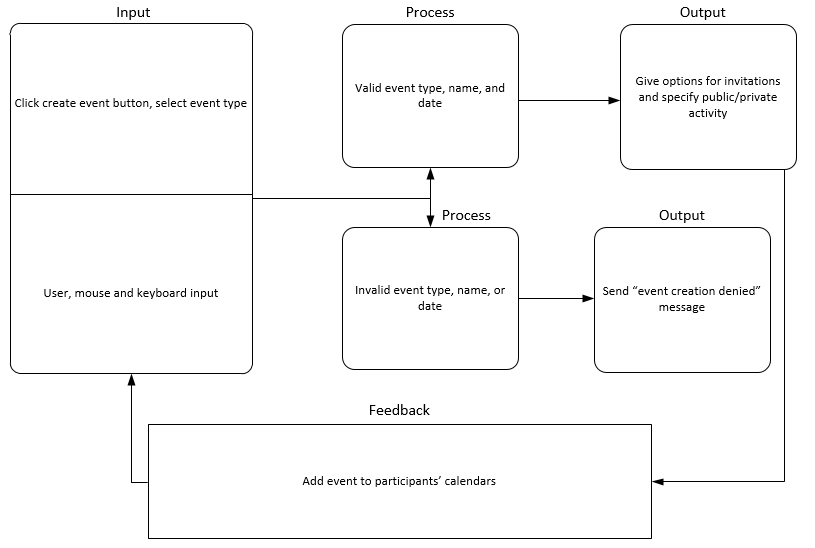 Input
Process
Output
Click create event button, select event type
Valid event type, name, and
date
Give options for invitations
and specify public/private
activity
Process
Output
User, mouse and keyboard input
Invalid event type, name, or
date
Send “event creation denied”
message
Feedback
Add event to participants’ calendars